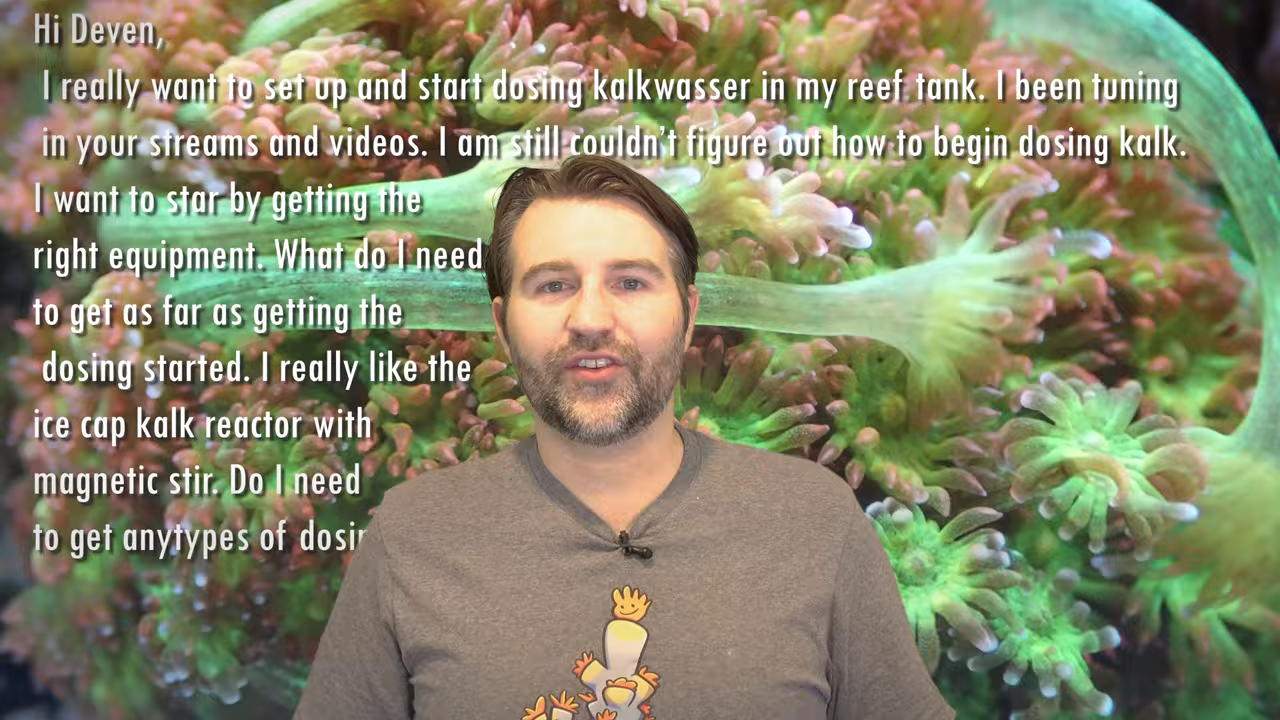 Hi Deven,
I really want to set up and start dosing kalkwasser in my reef tank. I been tuning
in your streams and videos. I am still couldn't figure out how to begin dosing kalk.
I want to star by getting the
right equipment. What do I need
to get as far as getting the
dosing started. I really like the
ice cap kalk reactor with
magnetic stir. Do I need
to get anytypes of